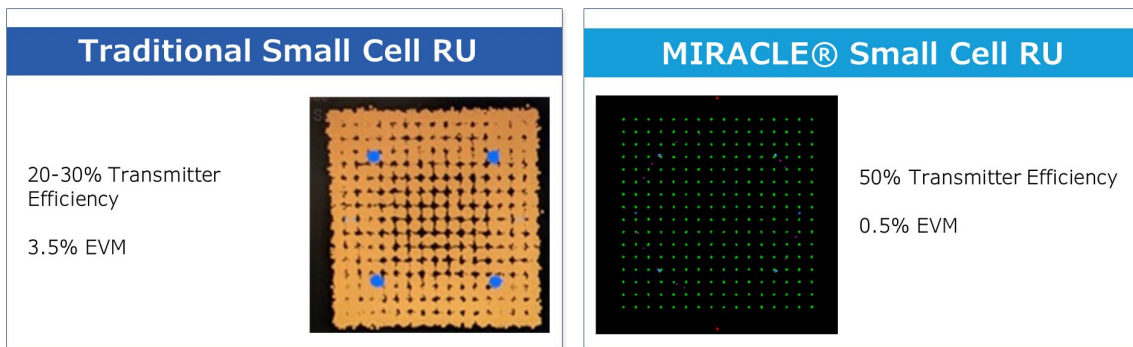 Traditional Small Cell RU
20-30% Transmitter
Efficiency
3.5% EVM
MIRACLE® Small Cell RU
50% Transmitter Efficiency
0.5% EVM